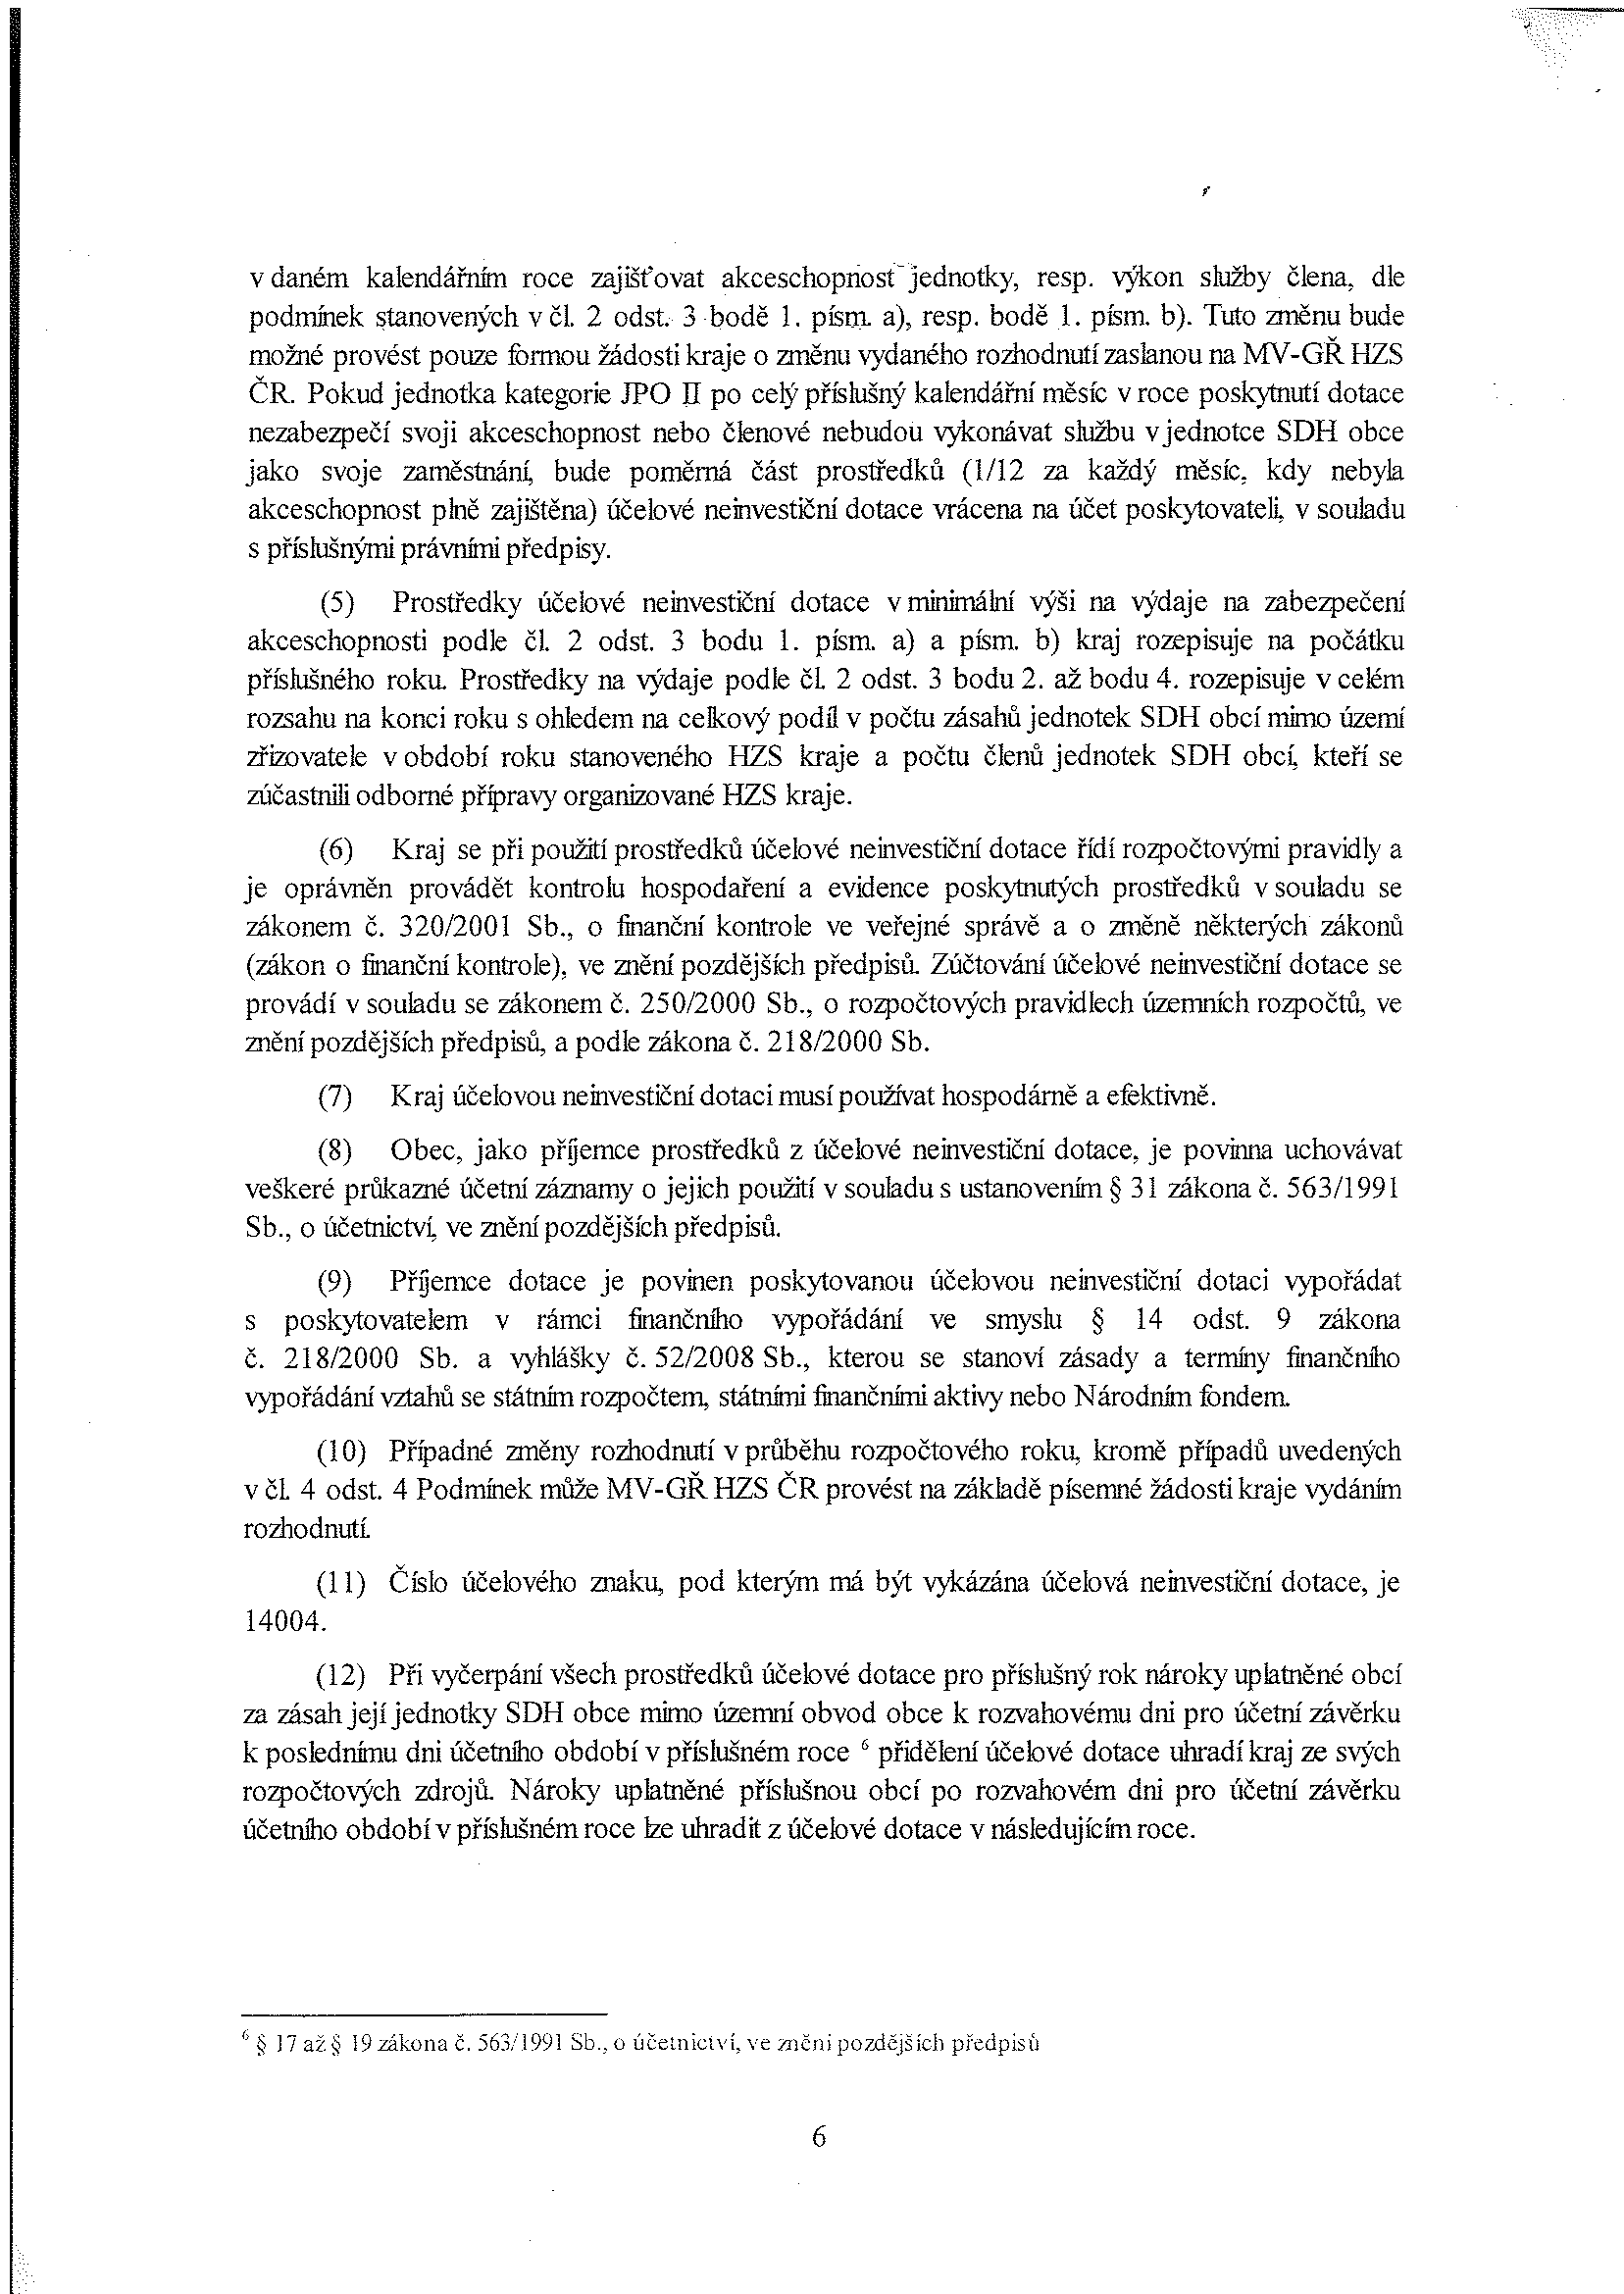 v daném kalendářním roce zajišťovat akceschopnost jednotky, resp. výkon služby člena, dle
podmínek stanovených v čl. 2 odst. 3 bodě 1. písm. a), resp. bodě 1. písm. b). Tuto změnu bude
možné provést pouze formou žádosti kraje o změnu vydaného rozhodnutí zaslanou na MV-GŘ HZS
ČR. Pokud jednotka kategorie JPO II po celý příslušný kalendářní měsíc v roce poskytnutí dotace
nezabezpečí svoji akceschopnost nebo členové nebudou vykonávat službu v jednotce SDH obce
jako svoje zaměstnání, bude poměrná část prostředků (1/12 za každý měsíc, kdy nebyla
akceschopnost plně zajištěna) účelové neinvestiční dotace vrácena na účet poskytovateli, v souladu
s příslušnými právními předpisy.
(5) Prostředky účelové neinvestiční dotace v minimální výši na výdaje na zabezpečení
akceschopnosti podle čl. 2 odst. 3 bodu 1. písm. a) a písm. b) kraj rozepisuje na počátku
příslušného roku. Prostředky na výdaje podle čl. 2 odst. 3 bodu 2. až bodu 4. rozepisuje v celém
rozsahu na konci roku s ohledem na celkový podíl v počtu zásahů jednotek SDH obcí mimo území
zřizovatele v období roku stanoveného HZS kraje a počtu členů jednotek SDH obcí, kteří se
zúčastnili odborné přípravy organizované HZS kraje.
(6) Kraj se při použití prostředků účelové neinvestiční dotace řídí rozpočtovými pravidly a
je oprávněn provádět kontrolu hospodaření a evidence poskytnutých prostředků v souladu se
zákonem č. 320/2001 Sb., o finanční kontrole ve veřejné správě a o změně některých zákonů
(zákon o finanční kontrole), ve znění pozdějších předpisů. Zúčtování účelové neinvestiční dotace se
provádí v souladu se zákonem č. 250/2000 Sb., o rozpočtových pravidlech územních rozpočtů, ve
znění pozdějších předpisů, a podle zákona č. 218/2000 Sb.
(7) Kraj účelovou neinvestiční dotaci musí používat hospodárně a efektivně.
(8) Obec, jako příjemce prostředků z účelové neinvestiční dotace, je povinna uchovávat
veškeré průkazné účetní záznamy o jejich použití v souladu s ustanovením § 31 zákona č. 563/1991
Sb., o účetnictví, ve znění pozdějších předpisů.
(9) Příjemce dotace je povinen poskytovanou účelovou neinvestiční dotaci vypořádat
s poskytovatelem v rámci finančního vypořádání ve smyslu § 14 odst. 9 zákona
č. 218/2000 Sb. a vyhlášky č. 52/2008 Sb., kterou se stanoví zásady a termíny finančního
vypořádání vztahů se státním rozpočtem, státními finančními aktivy nebo Národním fondem.
(10) Případné změny rozhodnutí v průběhu rozpočtového roku, kromě případů uvedených
v čl. 4 odst. 4 Podmínek může MV-GŘ HZS ČR provést na základě písemné žádosti kraje vydáním
rozhodnutí.
(11) Číslo účelového znaku, pod kterým má být vykázána účelová neinvestiční dotace, je
14004.
(12) Při vyčerpání všech prostředků účelové dotace pro příslušný rok nároky uplatněné obcí
za zásah její jednotky SDH obce mimo územní obvod obce k rozvahovému dni pro účetní závěrku
k poslednímu dni účetního období v příslušném roce ⁶ přidělení účelové dotace uhradí kraj ze svých
rozpočtových zdrojů. Nároky uplatněné příslušnou obcí po rozvahovém dni pro účetní závěrku
účetního období v příslušném roce lze uhradit z účelové dotace v následujícím roce.
⁶ § 17 až § 19 zákona č. 563/1991 Sb., o účetnictví, ve znění pozdějších předpisů
6